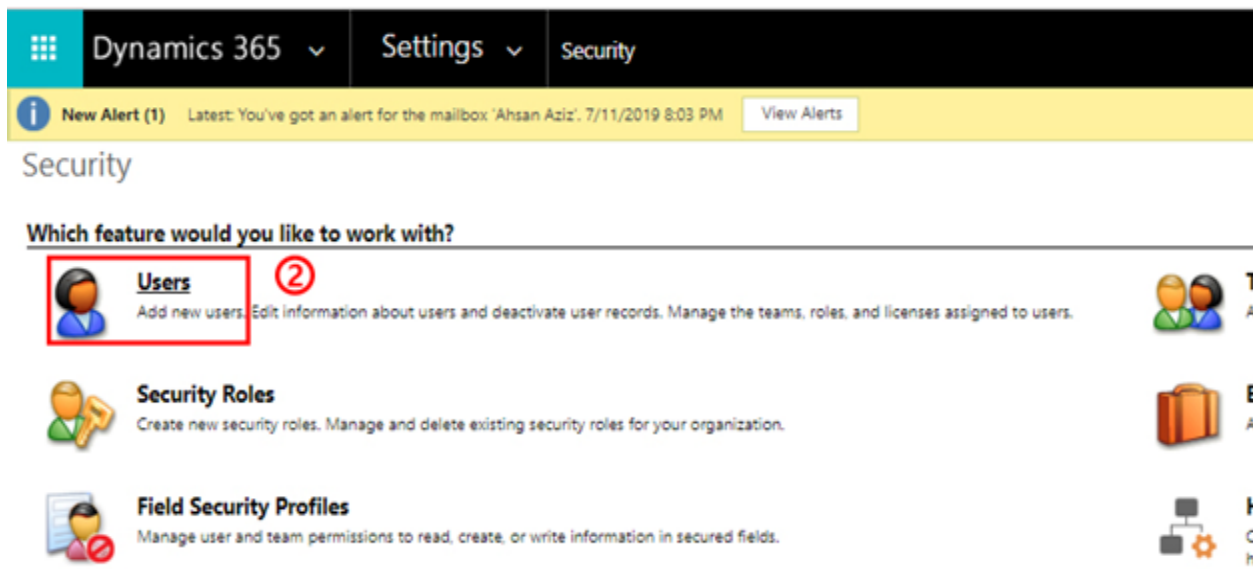 Dynamics 365 Settings Security
New Alert (1) Latest: You've got an alert for the mailbox 'Ahsan Aziz'. 7/11/2019 8:03 PM View Alerts
Security
Which feature would you like to work with?
Users ②
Add new users. Edit information about users and deactivate user records. Manage the teams, roles, and licenses assigned to users.
Security Roles
Create new security roles. Manage and delete existing security roles for your organization.
Field Security Profiles
Manage user and team permissions to read, create, or write information in secured fields.